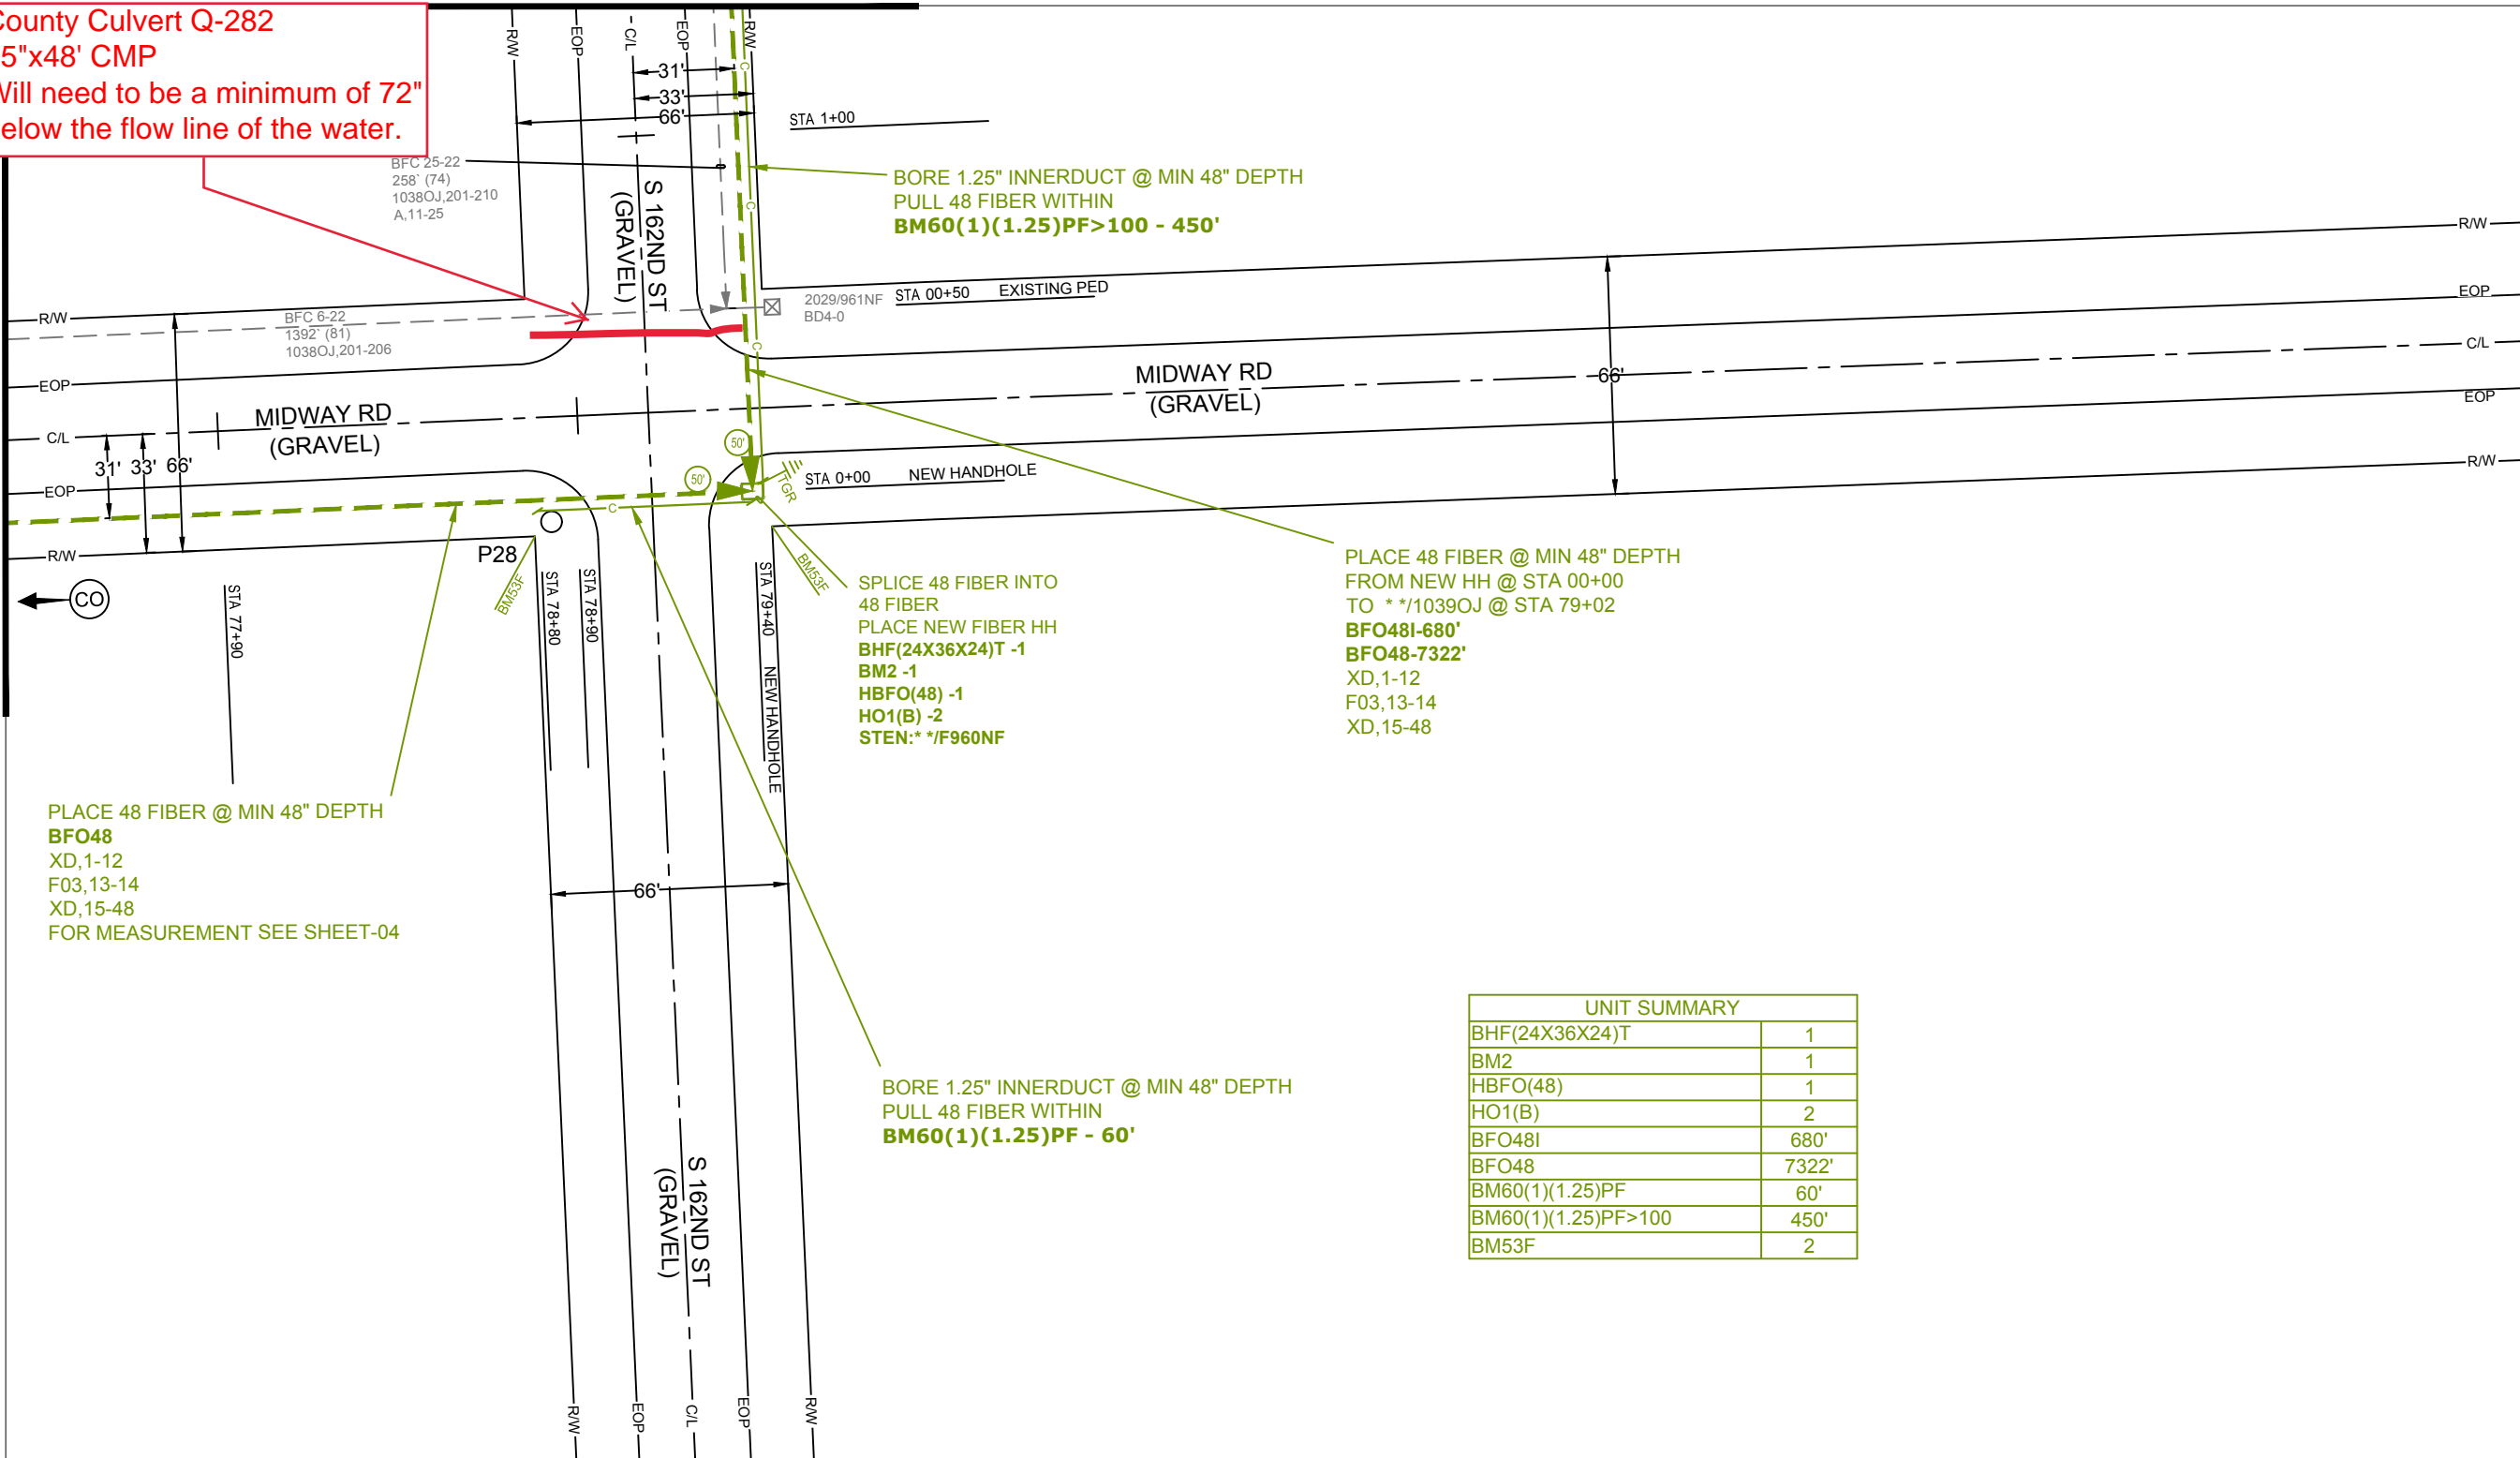 County Culvert Q-282
5"x48' CMP
Will need to be a minimum of 72"
below the flow line of the water.
R/W
EOP
C/L
EOP
R/W
31'
33'
66'
STA 1+00
C
C
C
BFC 25-22
258` (74)
1038OJ,201-210
A,11-25
S 162ND ST
(GRAVEL)
BORE 1.25" INNERDUCT @ MIN 48" DEPTH
PULL 48 FIBER WITHIN
BM60(1)(1.25)PF>100 - 450'
R/W
EOP
C/L
EOP
R/W
2029/961NF
BD4-0
STA 00+50 EXISTING PED
R/W
BFC 6-22
1392` (81)
1038OJ,201-206
EOP
MIDWAY RD
(GRAVEL)
C/L
31' 33' 66'
EOP
R/W
MIDWAY RD
(GRAVEL)
66'
50'
50'
TGR
STA 0+00 NEW HANDHOLE
C
P28
BM53F
BM53F
CO
STA 77+90
STA 78+80
STA 78+90
STA 79+40 NEW HANDHOLE
SPLICE 48 FIBER INTO
48 FIBER
PLACE NEW FIBER HH
BHF(24X36X24)T -1
BM2 -1
HBFO(48) -1
HO1(B) -2
STEN:* */F960NF
PLACE 48 FIBER @ MIN 48" DEPTH
FROM NEW HH @ STA 00+00
TO * */1039OJ @ STA 79+02
BFO48I-680'
BFO48-7322'
XD,1-12
F03,13-14
XD,15-48
PLACE 48 FIBER @ MIN 48" DEPTH
BFO48
XD,1-12
F03,13-14
XD,15-48
FOR MEASUREMENT SEE SHEET-04
66'
BORE 1.25" INNERDUCT @ MIN 48" DEPTH
PULL 48 FIBER WITHIN
BM60(1)(1.25)PF - 60'
S 162ND ST
(GRAVEL)
UNIT SUMMARY
BHF(24X36X24)T 1
BM2 1
HBFO(48) 1
HO1(B) 2
BFO48I 680'
BFO48 7322'
BM60(1)(1.25)PF 60'
BM60(1)(1.25)PF>100 450'
BM53F 2
R/W
EOP
C/L
EOP
R/W